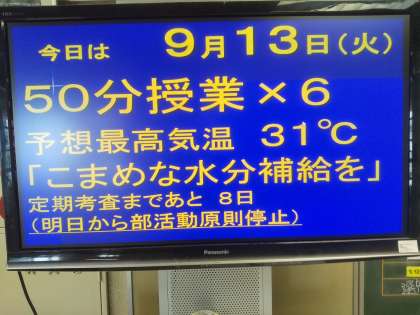 今日は 9月13日(火)
50分授業×6
予想最高気温 31℃
「こまめな水分補給を」
定期考査まであと 8日
(明日から部活動原則停止)
Panasonic